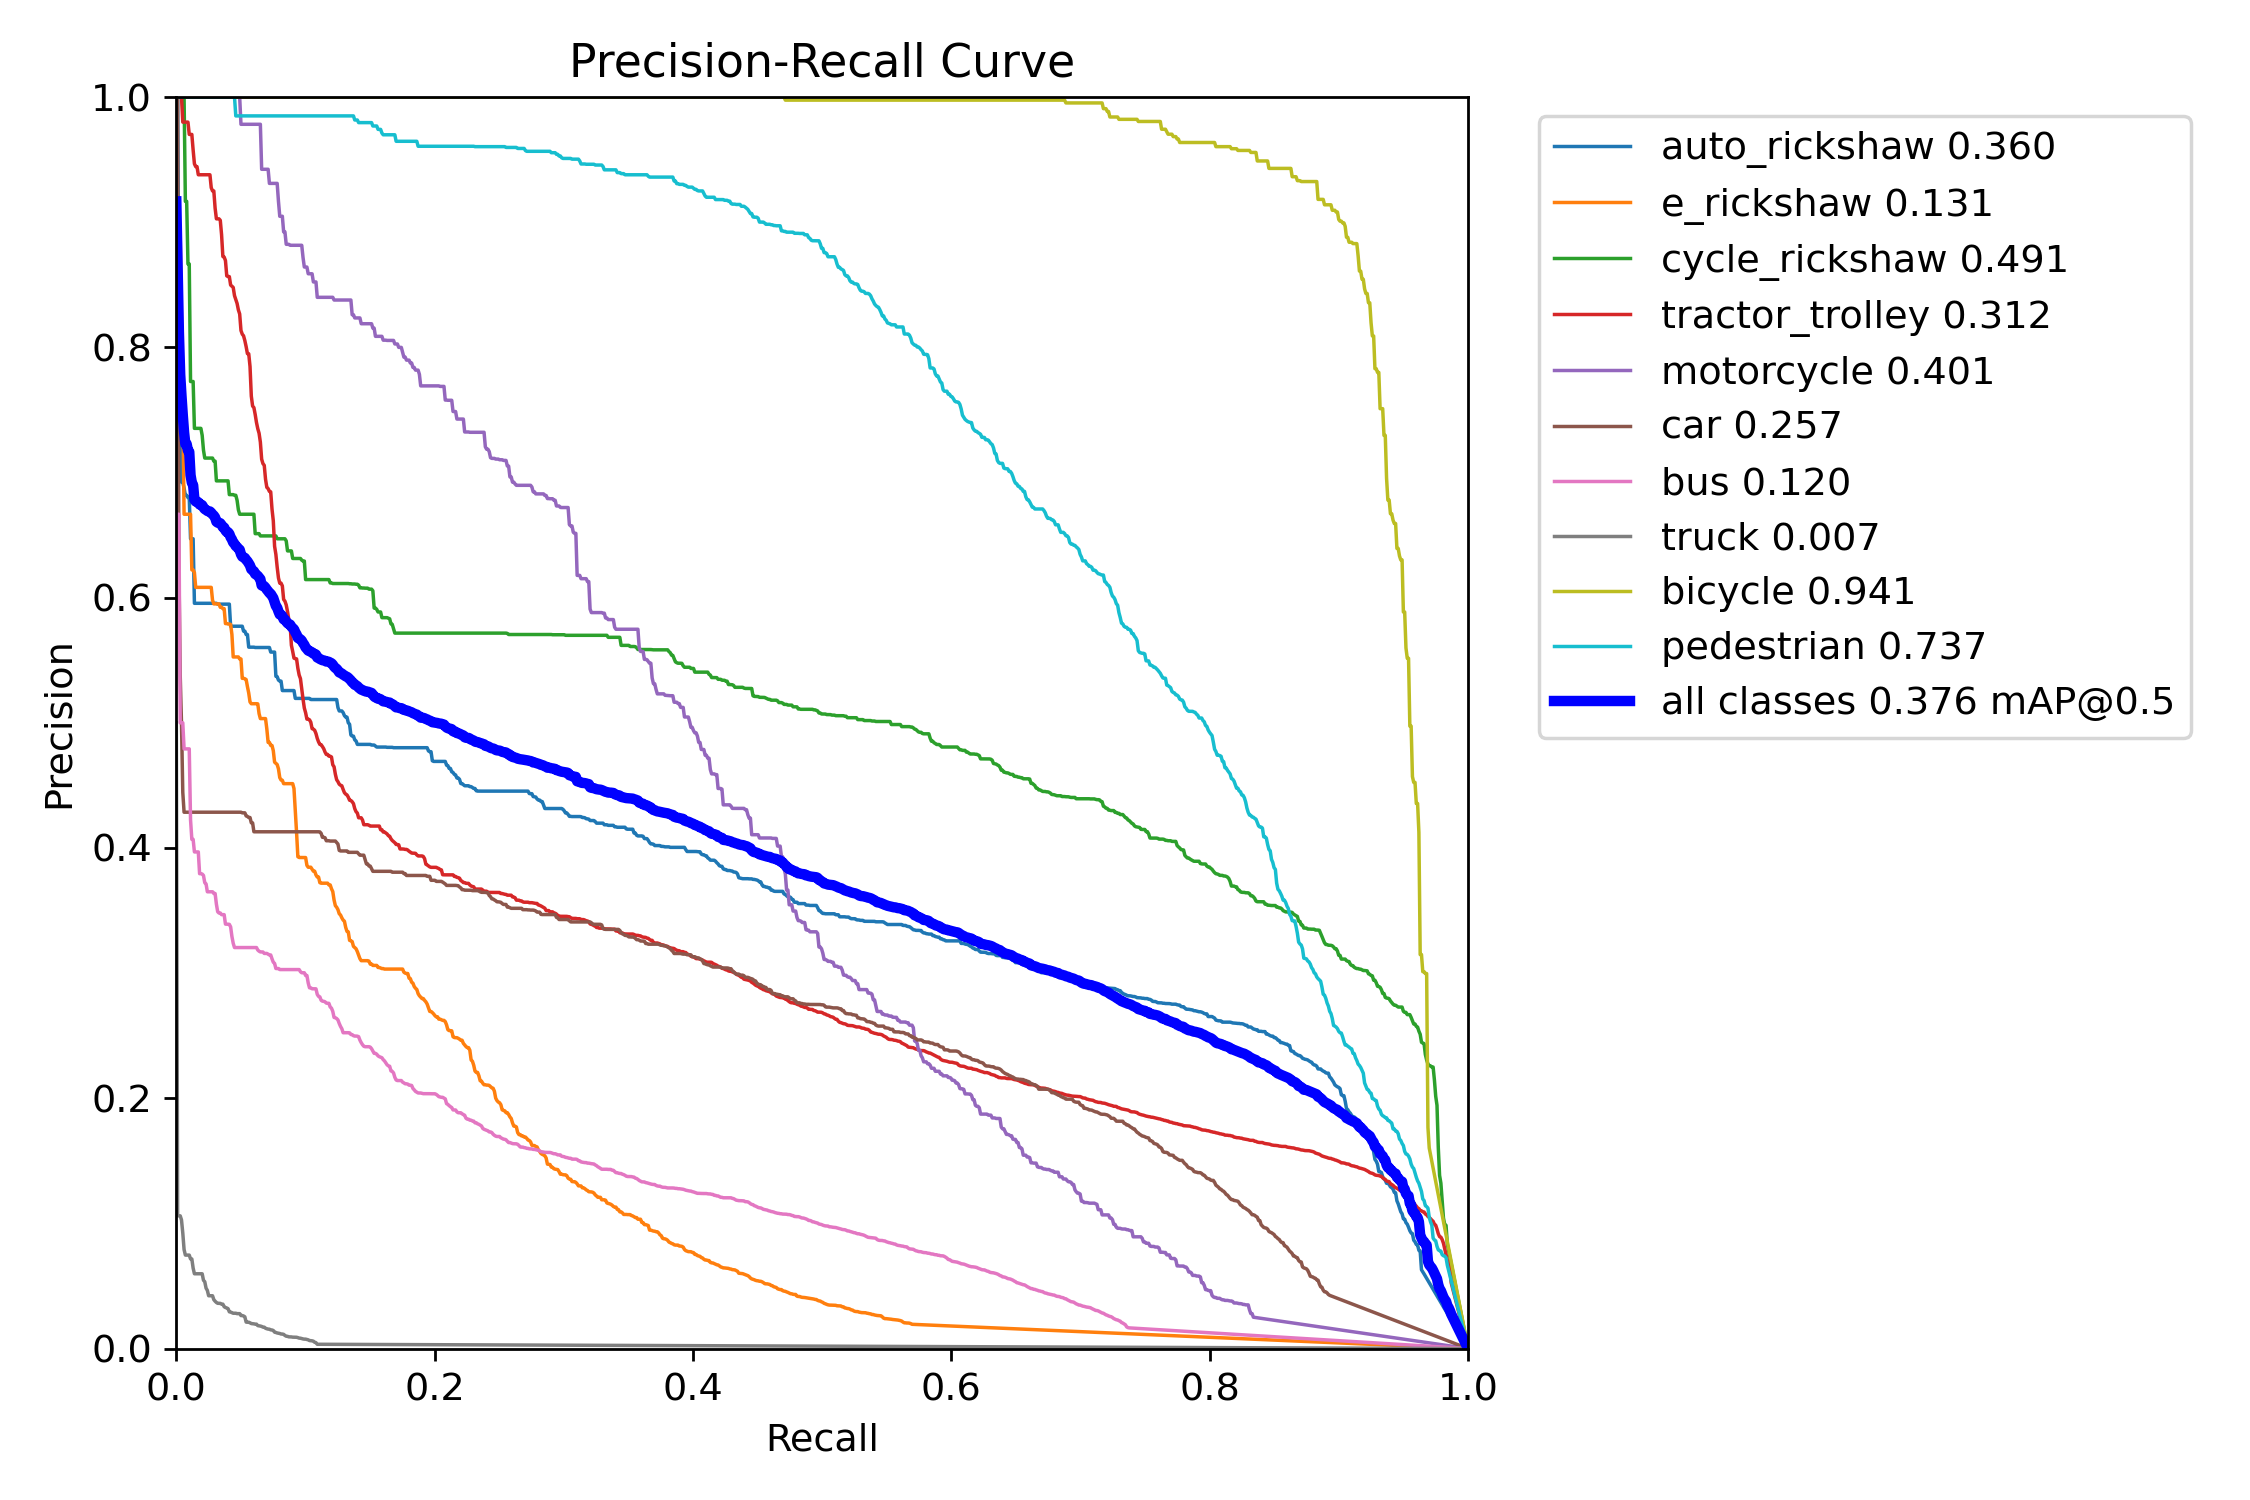 Precision-Recall Curve
1.0
0.8
0.6
0.4
0.2
0.0
Precision
0.0 0.2 0.4 0.6 0.8 1.0
Recall
auto_rickshaw 0.360
e_rickshaw 0.131
cycle_rickshaw 0.491
tractor_trolley 0.312
motorcycle 0.401
car 0.257
bus 0.120
truck 0.007
bicycle 0.941
pedestrian 0.737
all classes 0.376 mAP@0.5